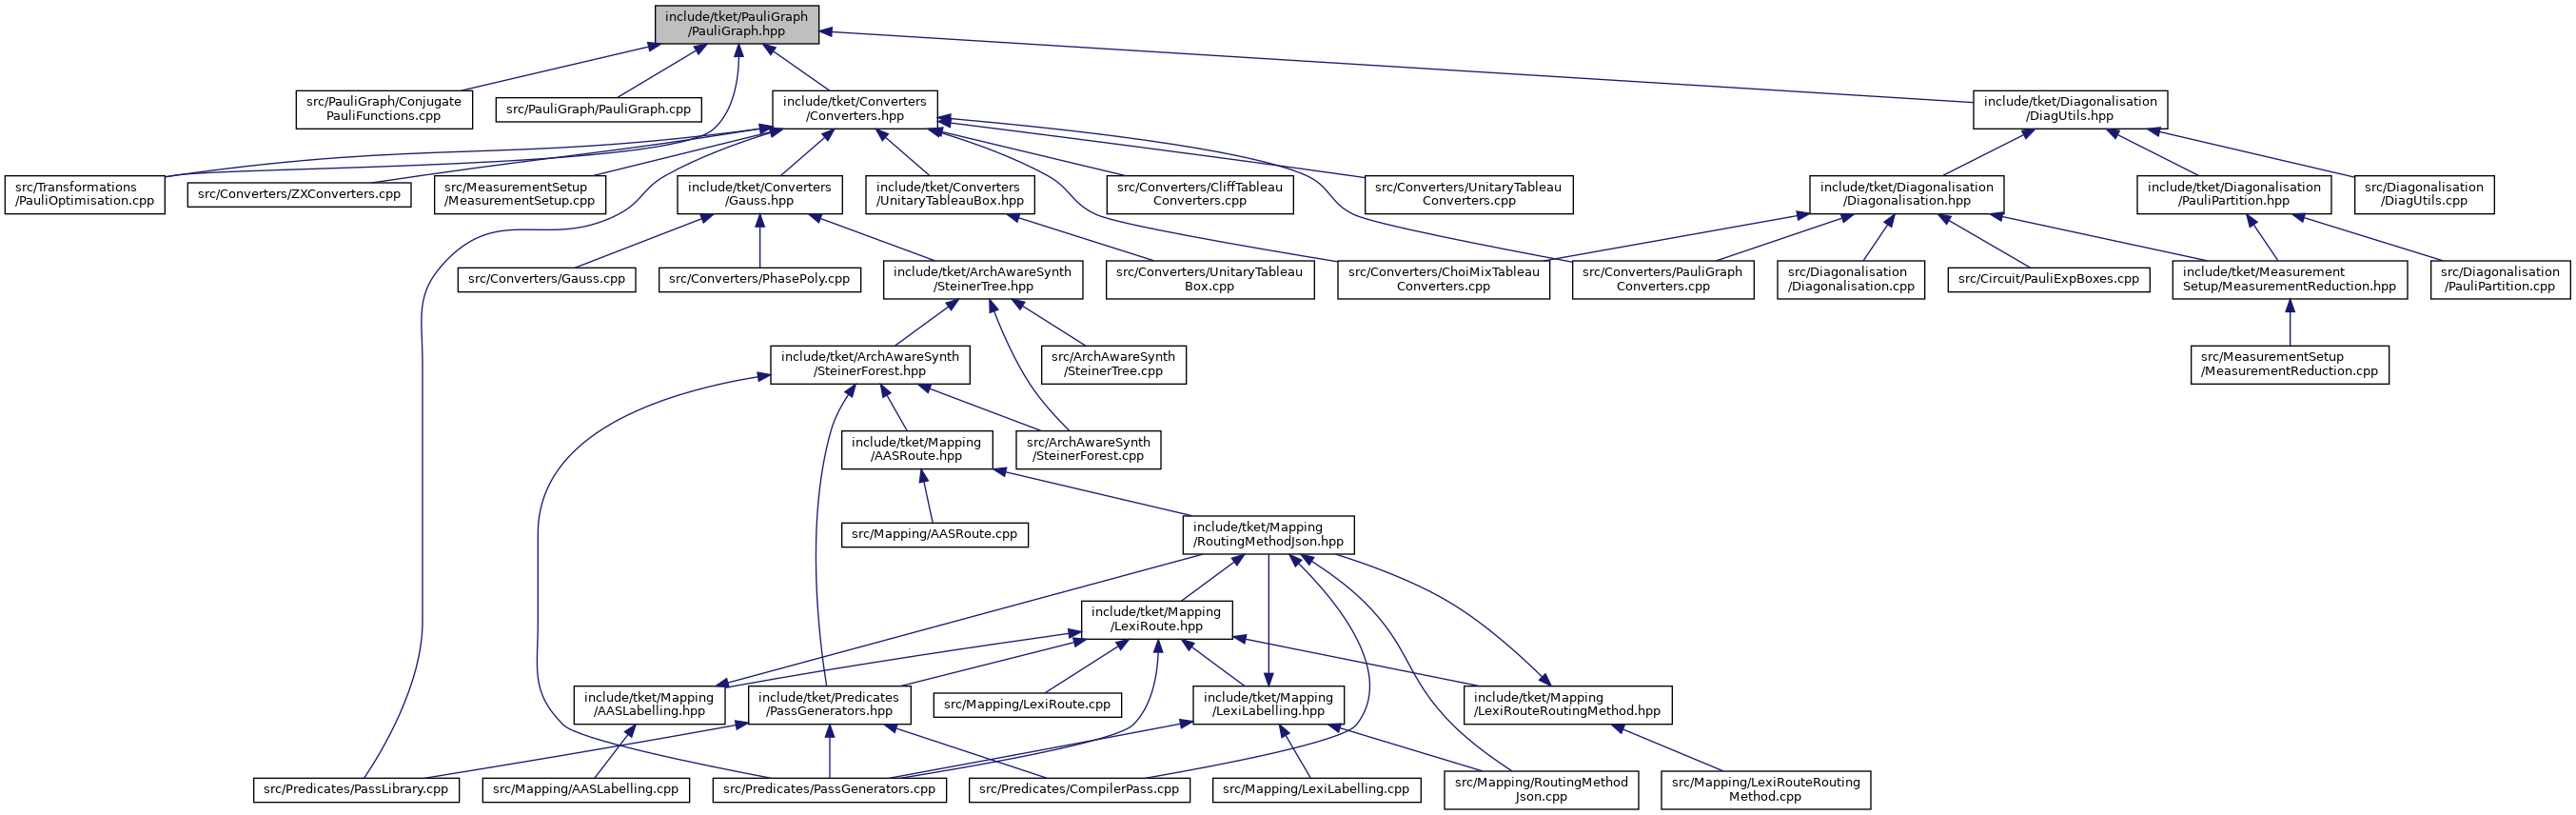 include/tket/PauliGraph
/PauliGraph.hpp
src/PauliGraph/Conjugate
PauliFunctions.cpp
src/PauliGraph/PauliGraph.cpp
include/tket/Converters
/Converters.hpp
include/tket/Diagonalisation
/DiagUtils.hpp
src/Transformations
/PauliOptimisation.cpp
src/Converters/ZXConverters.cpp
src/MeasurementSetup
/MeasurementSetup.cpp
include/tket/Converters
/Gauss.hpp
include/tket/Converters
/UnitaryTableauBox.hpp
src/Converters/CliffTableau
Converters.cpp
src/Converters/UnitaryTableau
Converters.cpp
include/tket/Diagonalisation
/Diagonalisation.hpp
include/tket/Diagonalisation
/PauliPartition.hpp
src/Diagonalisation
/DiagUtils.cpp
src/Converters/Gauss.cpp
src/Converters/PhasePoly.cpp
include/tket/ArchAwareSynth
/SteinerTree.hpp
src/Converters/UnitaryTableau
Box.cpp
src/Converters/ChoiMixTableau
Converters.cpp
src/Converters/PauliGraph
Converters.cpp
src/Diagonalisation
/Diagonalisation.cpp
src/Circuit/PauliExpBoxes.cpp
include/tket/Measurement
Setup/MeasurementReduction.hpp
src/Diagonalisation
/PauliPartition.cpp
include/tket/ArchAwareSynth
/SteinerForest.hpp
src/ArchAwareSynth
/SteinerTree.cpp
src/MeasurementSetup
/MeasurementReduction.cpp
include/tket/Mapping
/AASRoute.hpp
src/ArchAwareSynth
/SteinerForest.cpp
src/Mapping/AASRoute.cpp
include/tket/Mapping
/RoutingMethodJson.hpp
include/tket/Mapping
/LexiRoute.hpp
include/tket/Mapping
/AASLabelling.hpp
include/tket/Predicates
/PassGenerators.hpp
src/Mapping/LexiRoute.cpp
include/tket/Mapping
/LexiLabelling.hpp
include/tket/Mapping
/LexiRouteRoutingMethod.hpp
src/Predicates/PassLibrary.cpp
src/Mapping/AASLabelling.cpp
src/Predicates/PassGenerators.cpp
src/Predicates/CompilerPass.cpp
src/Mapping/LexiLabelling.cpp
src/Mapping/RoutingMethod
Json.cpp
src/Mapping/LexiRouteRouting
Method.cpp